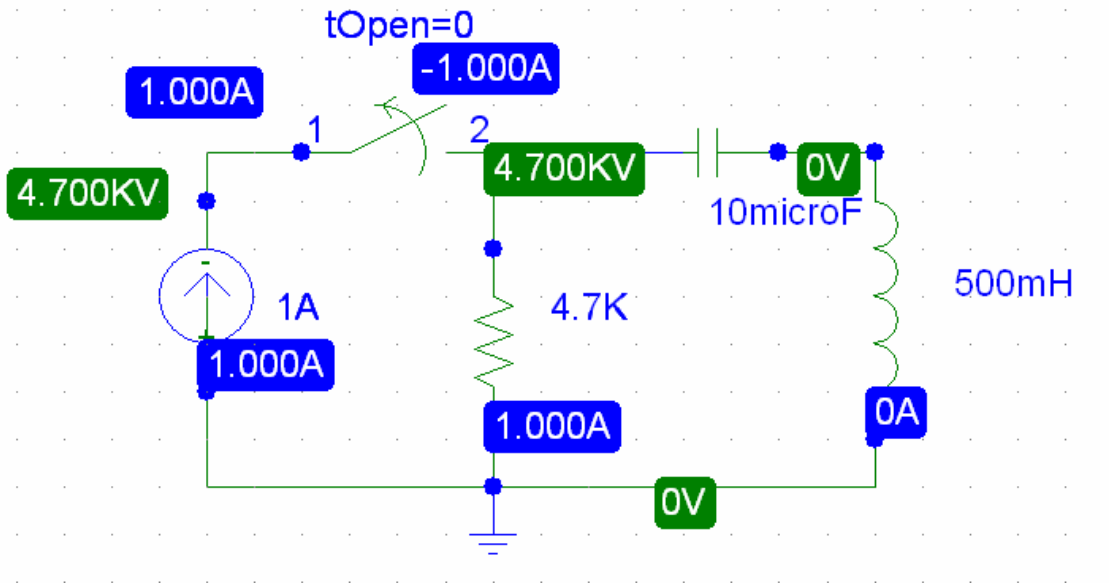 tOpen=0
-1.000A
1.000A
1
2
4.700KV
0V
4.700KV
10microF
500mH
1A
4.7K
-
+
1.000A
0A
1.000A
0V